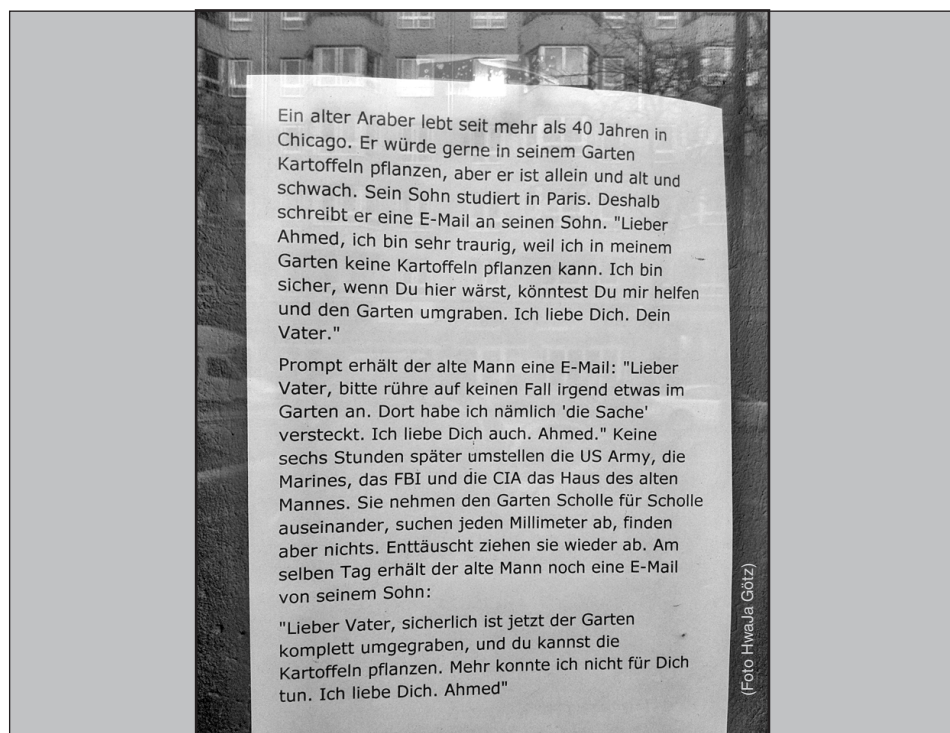 Ein alter Araber lebt seit mehr als 40 Jahren in
Chicago. Er würde gerne in seinem Garten
Kartoffeln pflanzen, aber er ist allein und alt und
schwach. Sein Sohn studiert in Paris. Deshalb
schreibt er eine E-Mail an seinen Sohn. "Lieber
Ahmed, ich bin sehr traurig, weil ich in meinem
Garten keine Kartoffeln pflanzen kann. Ich bin
sicher, wenn Du hier wärst, könntest Du mir helfen
und den Garten umgraben. Ich liebe Dich. Dein
Vater."
Prompt erhält der alte Mann eine E-Mail: "Lieber
Vater, bitte rühre auf keinen Fall irgend etwas im
Garten an. Dort habe ich nämlich 'die Sache'
versteckt. Ich liebe Dich auch. Ahmed." Keine
sechs Stunden später umstellen die US Army, die
Marines, das FBI und die CIA das Haus des alten
Mannes. Sie nehmen den Garten Scholle für Scholle
auseinander, suchen jeden Millimeter ab, finden
aber nichts. Enttäuscht ziehen sie wieder ab. Am
selben Tag erhält der alte Mann noch eine E-Mail
von seinem Sohn:
"Lieber Vater, sicherlich ist jetzt der Garten
komplett umgegraben, und du kannst die
Kartoffeln pflanzen. Mehr konnte ich nicht für Dich
tun. Ich liebe Dich. Ahmed"
(Foto HwaJa Götz)